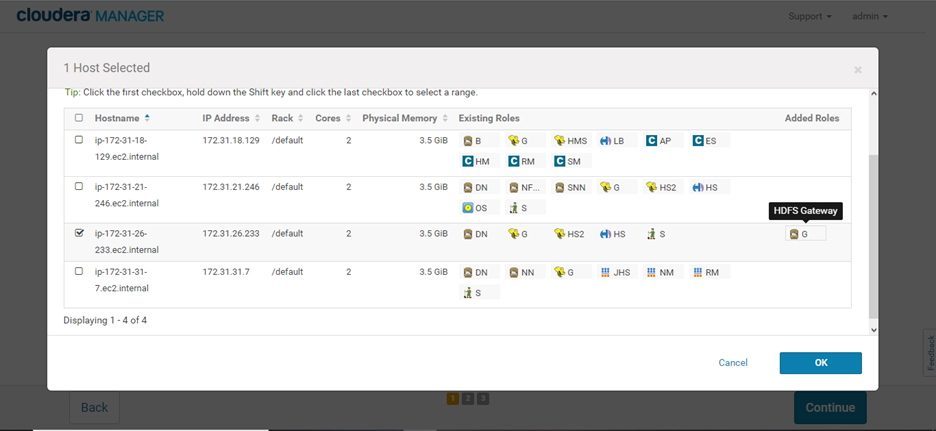 cloudera MANAGER Support admin
1 Host Selected ×
Tip: Click the first checkbox, hold down the Shift key and click the last checkbox to select a range.
Hostname IP Address Rack Cores Physical Memory Existing Roles Added Roles
ip-172-31-18- 172.31.18.129 /default 2 3.5 GiB B G HMS LB AP ES
129.ec2.internal HM RM SM
ip-172-31-21- 172.31.21.246 /default 2 3.5 GiB DN NF... SNN G HS2 HS
246.ec2.internal OS S
HDFS Gateway
ip-172-31-26- 172.31.26.233 /default 2 3.5 GiB DN G HS2 HS S G
233.ec2.internal
ip-172-31-31- 172.31.31.7 /default 2 3.5 GiB DN NN G JHS NM RM
7.ec2.internal S
Displaying 1 - 4 of 4
Feedback
Cancel OK
Back 1 2 3 Continue